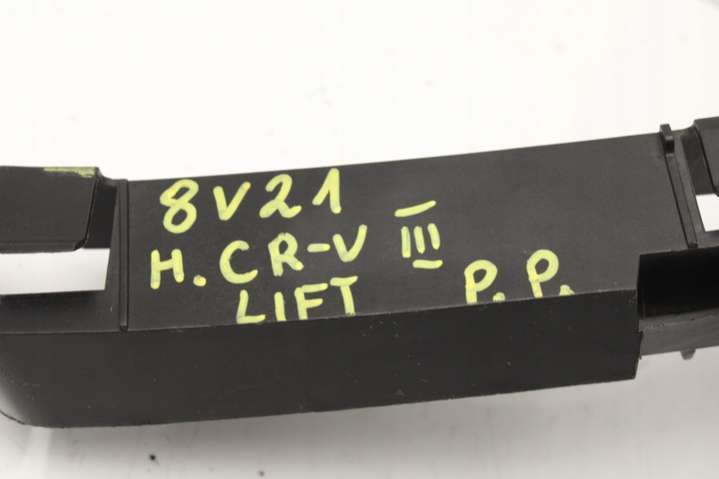 8V21
H. CR-V III
LIFT P.P.